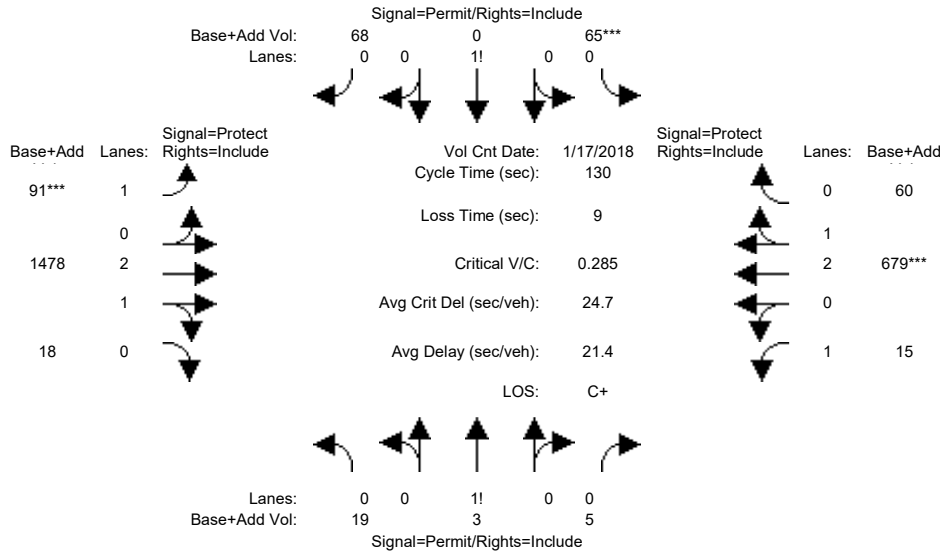 Signal=Permit/Rights=Include
Base+Add Vol: 68 0 65***
Lanes: 0 0 1! 0 0
Signal=Protect
Base+Add Lanes: Rights=Include
Vol Cnt Date: 1/17/2018
Signal=Protect
Rights=Include Lanes: Base+Add
Cycle Time (sec): 130
91*** 1
0 60
Loss Time (sec): 9
0
1
1478 2
Critical V/C: 0.285
2 679***
1
Avg Crit Del (sec/veh): 24.7
0
18 0
Avg Delay (sec/veh): 21.4
1 15
LOS: C+
Lanes: 0 0 1! 0 0
Base+Add Vol: 19 3 5
Signal=Permit/Rights=Include